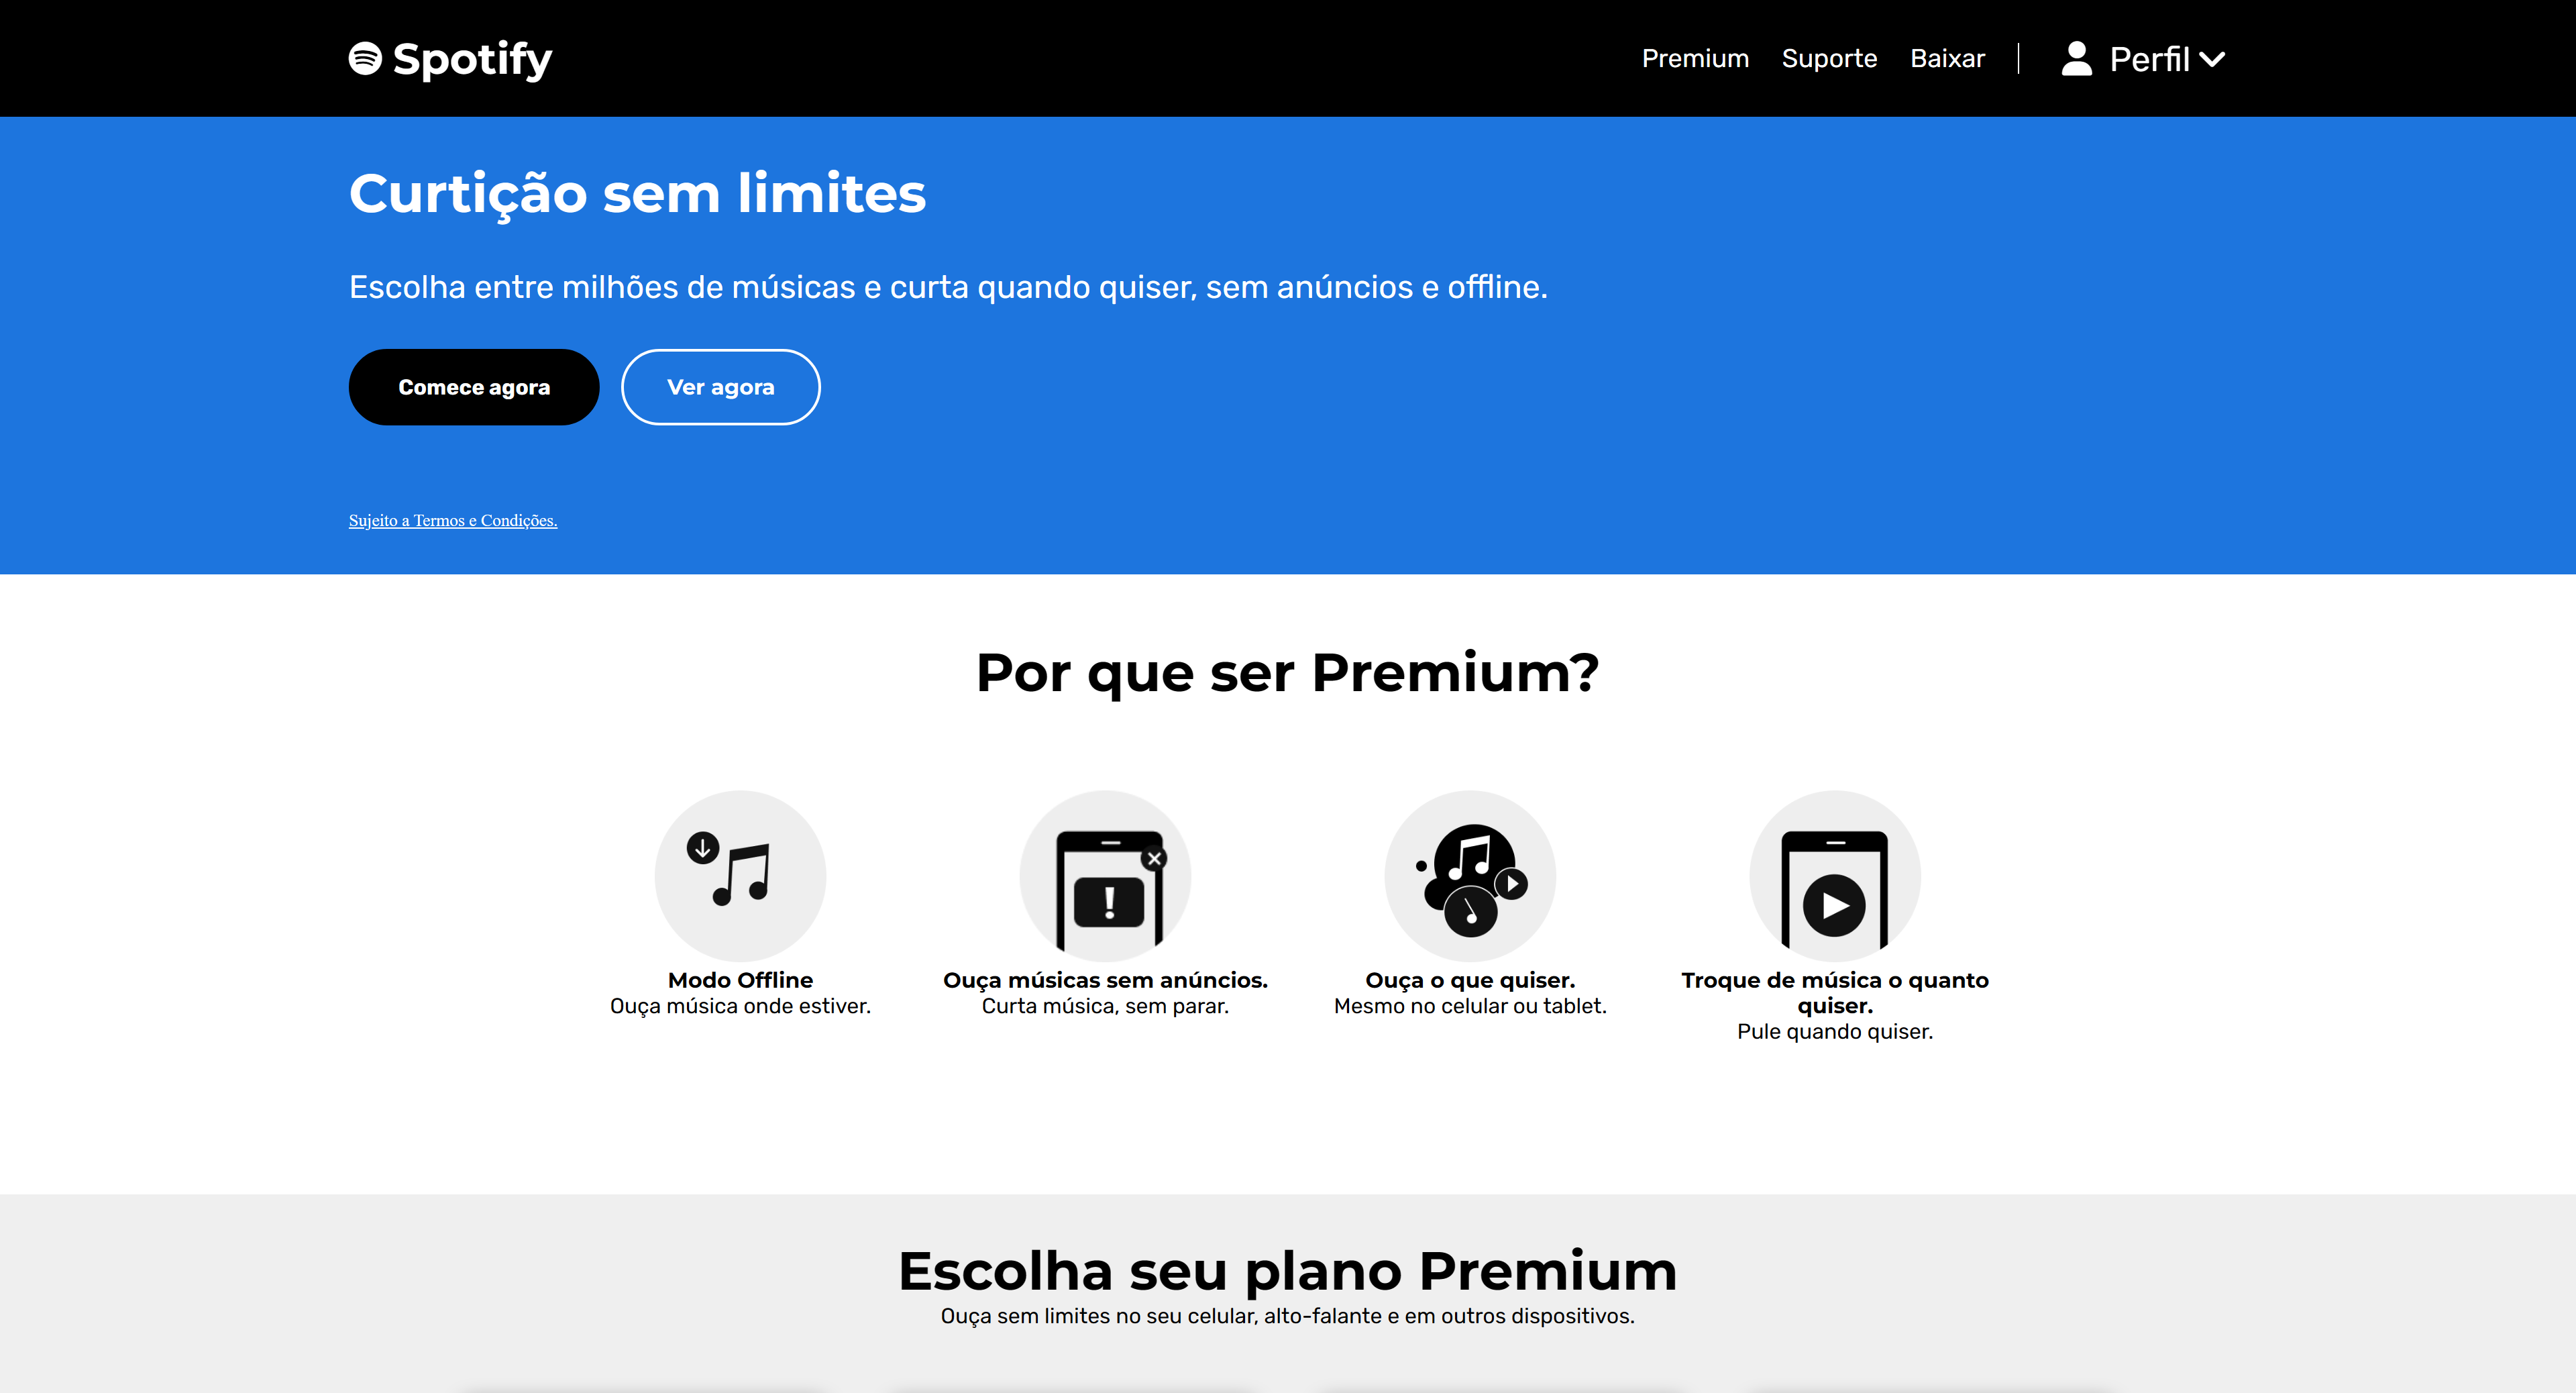 Spotify
Premium Suporte Baixar Perfil
Curtição sem limites
Escolha entre milhões de músicas e curta quando quiser, sem anúncios e offline.
Comece agora Ver agora
Sujeito a Termos e Condições.
Por que ser Premium?
Modo Offline
Ouça música onde estiver.
Ouça músicas sem anúncios.
Curta música, sem parar.
Ouça o que quiser.
Mesmo no celular ou tablet.
Troque de música o quanto
quiser.
Pule quando quiser.
Escolha seu plano Premium
Ouça sem limites no seu celular, alto-falante e em outros dispositivos.